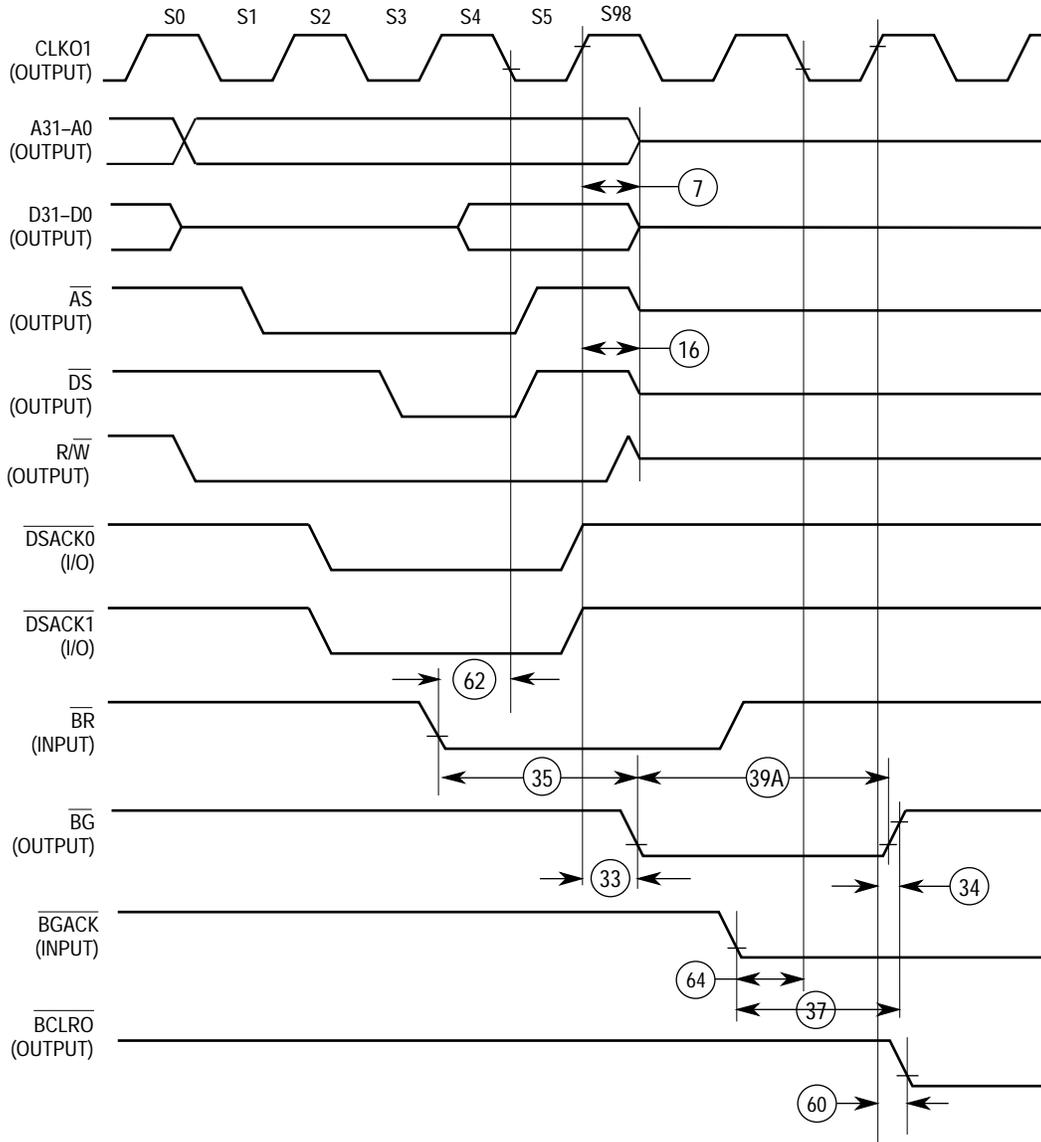 S0 S1 S2 S3 S4 S5 S98
CLKO1
(OUTPUT)
A31–A0
(OUTPUT)
7
D31–D0
(OUTPUT)
AS
(OUTPUT)
16
DS
(OUTPUT)
R/W
(OUTPUT)
DSACK0
(I/O)
DSACK1
(I/O)
62
BR
(INPUT)
35 39A
BG
(OUTPUT)
33 34
BGACK
(INPUT)
64
37
BCLRO
(OUTPUT)
60